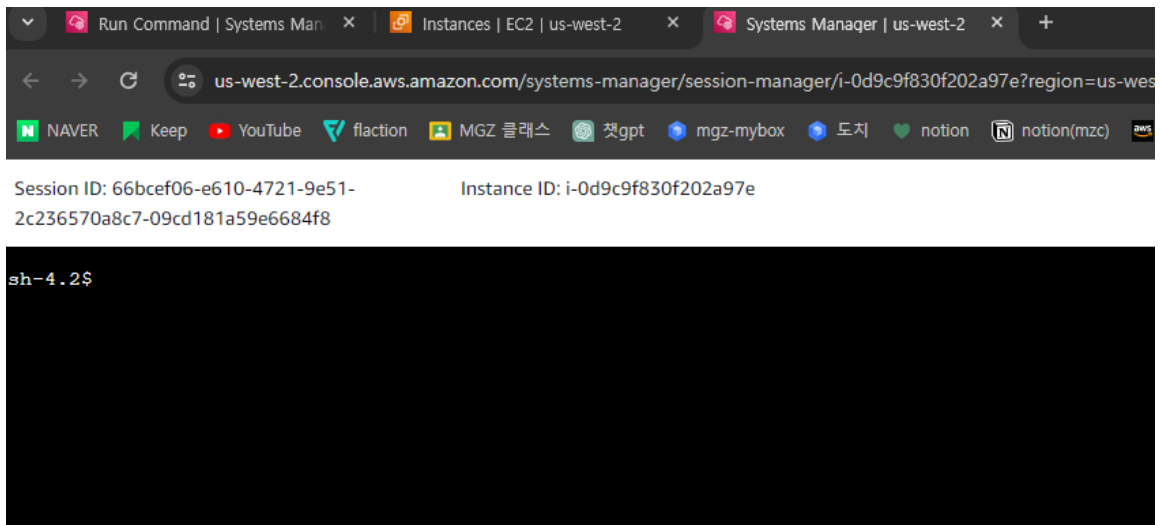 Run Command | Systems Man
Instances | EC2 | us-west-2
Systems Manager | us-west-2
us-west-2.console.aws.amazon.com/systems-manager/session-manager/i-0d9c9f830f202a97e?region=us-wes
N NAVER
Keep
YouTube
flaction
MGZ 클래스
챗gpt
mgz-mybox
도치
notion
notion(mzc)
aws
Session ID: 66bcef06-e610-4721-9e51-
2c236570a8c7-09cd181a59e6684f8
Instance ID: i-0d9c9f830f202a97e
sh-4.2$